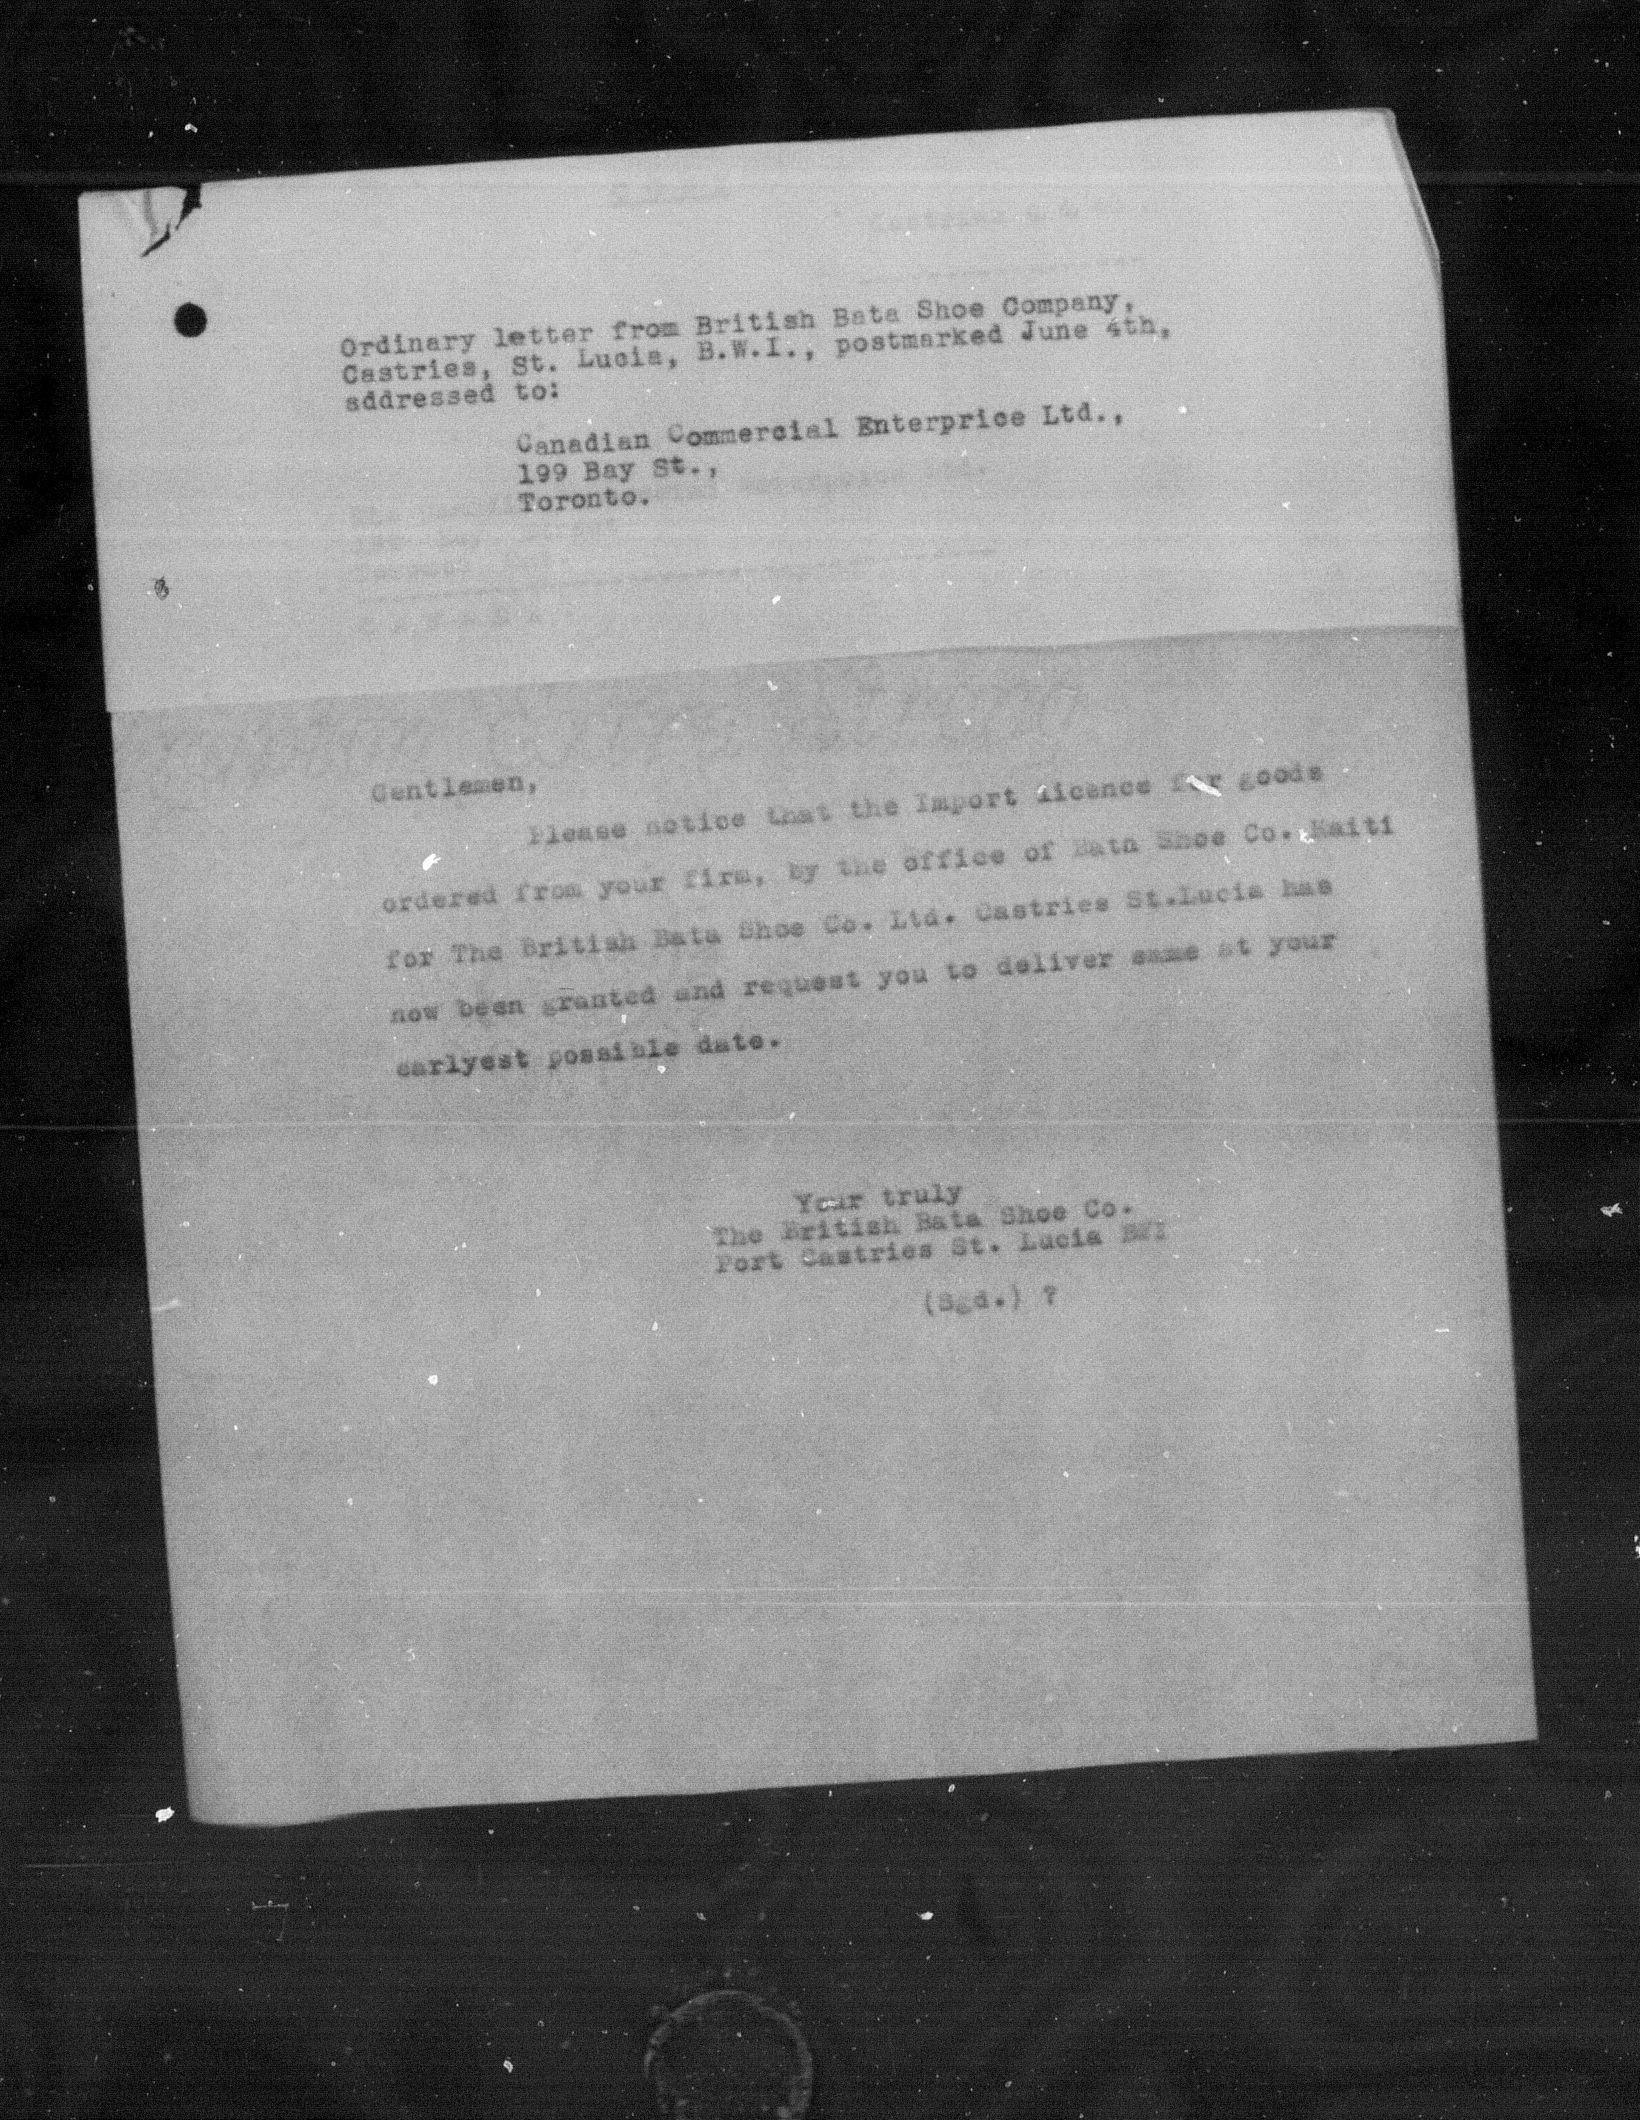 Ordinary letter from British Bata Shoe Company,
Castries, St. Lucia, B.W.I., postmarked June 4th,
addressed to:
Canadian Commercial Enterprice Ltd.,
199 Bay St.,
Toronto.
Gentlemen,
Please notice that the Import licence for goods
ordered from your firm, by the office of Bata Shoe Co. Haiti
for The British Bata Shoe Co. Ltd. Castries St.Lucia has
now been granted and request you to deliver same at your
earlyest possible date.
Your truly
The British Bata Shoe Co.
Port Castries St. Lucia BWI
(Sgd.) ?